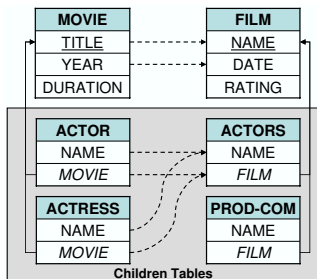 MOVIE
FILM
TITLE
NAME
YEAR
DATE
DURATION
RATING
ACTOR
ACTORS
NAME
NAME
MOVIE
FILM
ACTRESS
PROD-COM
NAME
NAME
MOVIE
FILM
Children Tables